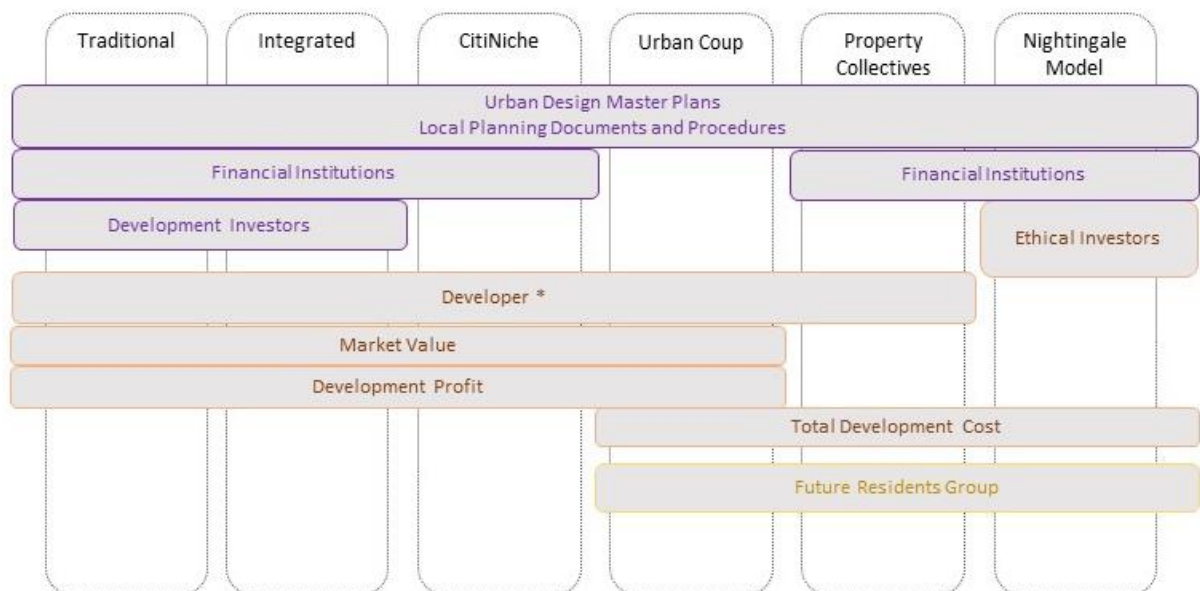 Traditional
Integrated
CitiNiche
Urban Coup
Property
Collectives
Nightingale
Model
Urban Design Master Plans
Local Planning Documents and Procedures
Financial Institutions
Financial Institutions
Development Investors
Ethical Investors
Developer *
Market Value
Development Profit
Total Development Cost
Future Residents Group